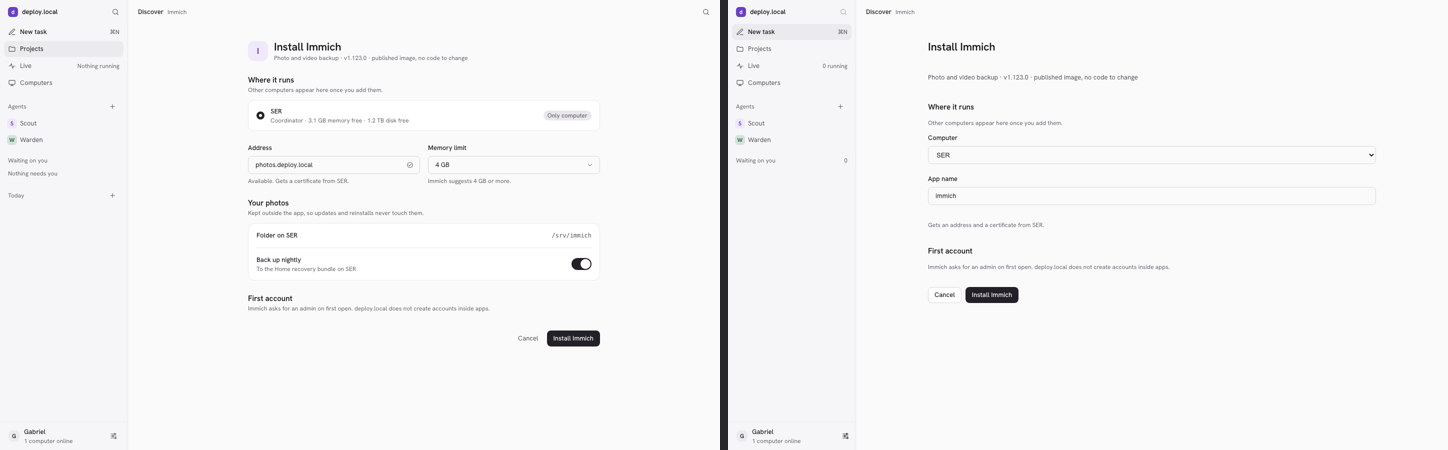 d deploy.local
New task ⌘N
Projects
Live Nothing running
Computers
Agents +
S Scout
W Warden
Waiting on you
Nothing needs you
Today +
G Gabriel
1 computer online
Discover Immich
I Install Immich
Photo and video backup · v1.123.0 · published image, no code to change
Where it runs
Other computers appear here once you add them.
SER
Coordinator · 3.1 GB memory free · 1.2 TB disk free
Only computer
Address
photos.deploy.local
Available. Gets a certificate from SER.
Memory limit
4 GB
Immich suggests 4 GB or more.
Your photos
Kept outside the app, so updates and reinstalls never touch them.
Folder on SER /srv/immich
Back up nightly
To the Home recovery bundle on SER
First account
Immich asks for an admin on first open. deploy.local does not create accounts inside apps.
Cancel Install Immich
d deploy.local
New task ⌘N
Projects
Live 0 running
Computers
Agents +
S Scout
W Warden
Waiting on you 0
G Gabriel
1 computer online
Discover Immich
Install Immich
Photo and video backup · v1.123.0 · published image, no code to change
Where it runs
Other computers appear here once you add them.
Computer
SER
App name
immich
Gets an address and a certificate from SER.
First account
Immich asks for an admin on first open. deploy.local does not create accounts inside apps.
Cancel Install Immich